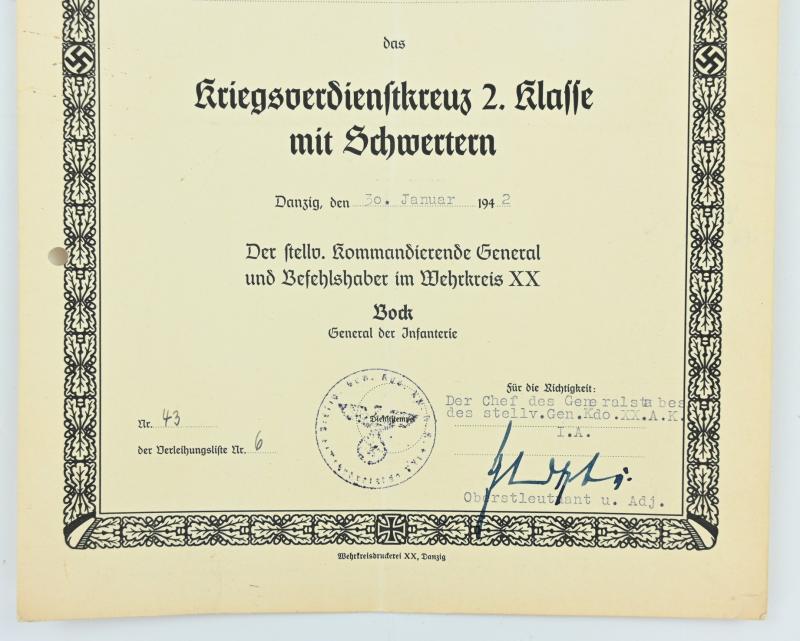 das
Kriegsverdienstkreuz 2. Klasse
mit Schwertern
Danzig, den 30. Januar 1942
Der stellv. Kommandierende General
und Befehlshaber im Wehrkreis XX
Bock
General der Infanterie
Für die Richtigkeit:
Der Chef des Generalstabes
des stellv.Gen.Kdo.XX.A.K.
I.A.
Nr. 43
der Verleihungsliste Nr. 6
Dienststempel
Oberstleutnant u. Adj.
Wehrkreisdruckerei XX, Danzig